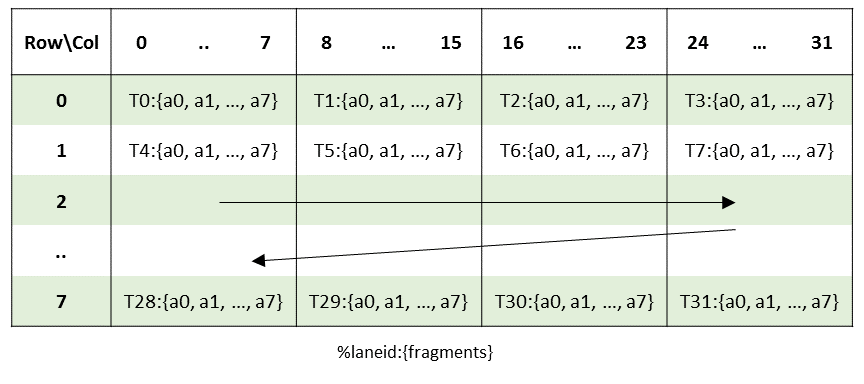 Row\Col 0 .. 7 8 ... 15 16 ... 23 24 ... 31
0 T0:{a0, a1, ..., a7} T1:{a0, a1, ..., a7} T2:{a0, a1, ..., a7} T3:{a0, a1, ..., a7}
1 T4:{a0, a1, ..., a7} T5:{a0, a1, ..., a7} T6:{a0, a1, ..., a7} T7:{a0, a1, ..., a7}
2
..
7 T28:{a0, a1, ..., a7} T29:{a0, a1, ..., a7} T30:{a0, a1, ..., a7} T31:{a0, a1, ..., a7}
%laneid:{fragments}